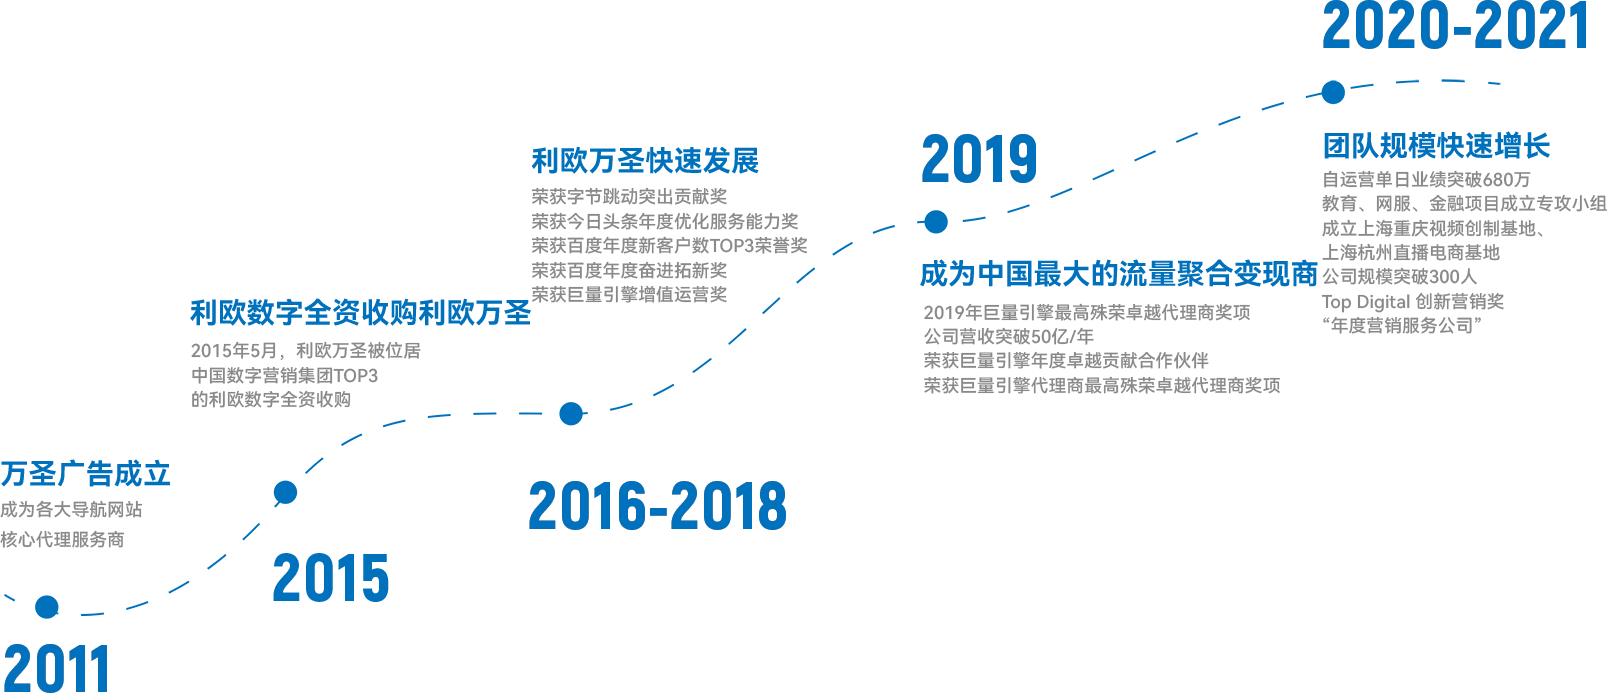 2011
万圣广告成立
成为各大导航网站
核心代理服务商
2015
利欧数字全资收购利欧万圣
2015年5月，利欧万圣被位居
中国数字营销集团TOP3
的利欧数字全资收购
2016-2018
利欧万圣快速发展
荣获字节跳动突出贡献奖
荣获今日头条年度优化服务能力奖
荣获百度年度新客户数TOP3荣誉奖
荣获百度年度奋进拓新奖
荣获巨量引擎增值运营奖
2019
成为中国最大的流量聚合变现商
2019年巨量引擎最高殊荣卓越代理商奖项
公司营收突破50亿/年
荣获巨量引擎年度卓越贡献合作伙伴
荣获巨量引擎代理商最高殊荣卓越代理商奖项
2020-2021
团队规模快速增长
自运营单日业绩突破680万
教育、网服、金融项目成立专攻小组
成立上海重庆视频创制基地、
上海杭州直播电商基地
公司规模突破300人
Top Digital 创新营销奖
“年度营销服务公司”